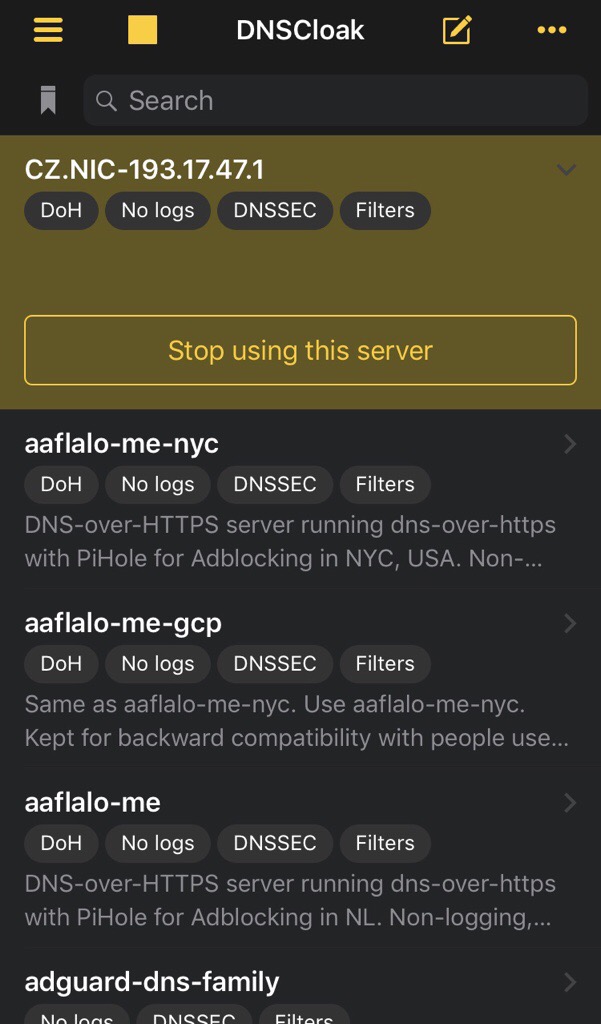 DNSCloak
Search
CZ.NIC-193.17.47.1
DoH No logs DNSSEC Filters
Stop using this server
aaflalo-me-nyc
DoH No logs DNSSEC Filters
DNS-over-HTTPS server running dns-over-https
with PiHole for Adblocking in NYC, USA. Non-...
aaflalo-me-gcp
DoH No logs DNSSEC Filters
Same as aaflalo-me-nyc. Use aaflalo-me-nyc.
Kept for backward compatibility with people use...
aaflalo-me
DoH No logs DNSSEC Filters
DNS-over-HTTPS server running dns-over-https
with PiHole for Adblocking in NL. Non-logging,...
adguard-dns-family
No logs DNSSEC Filters